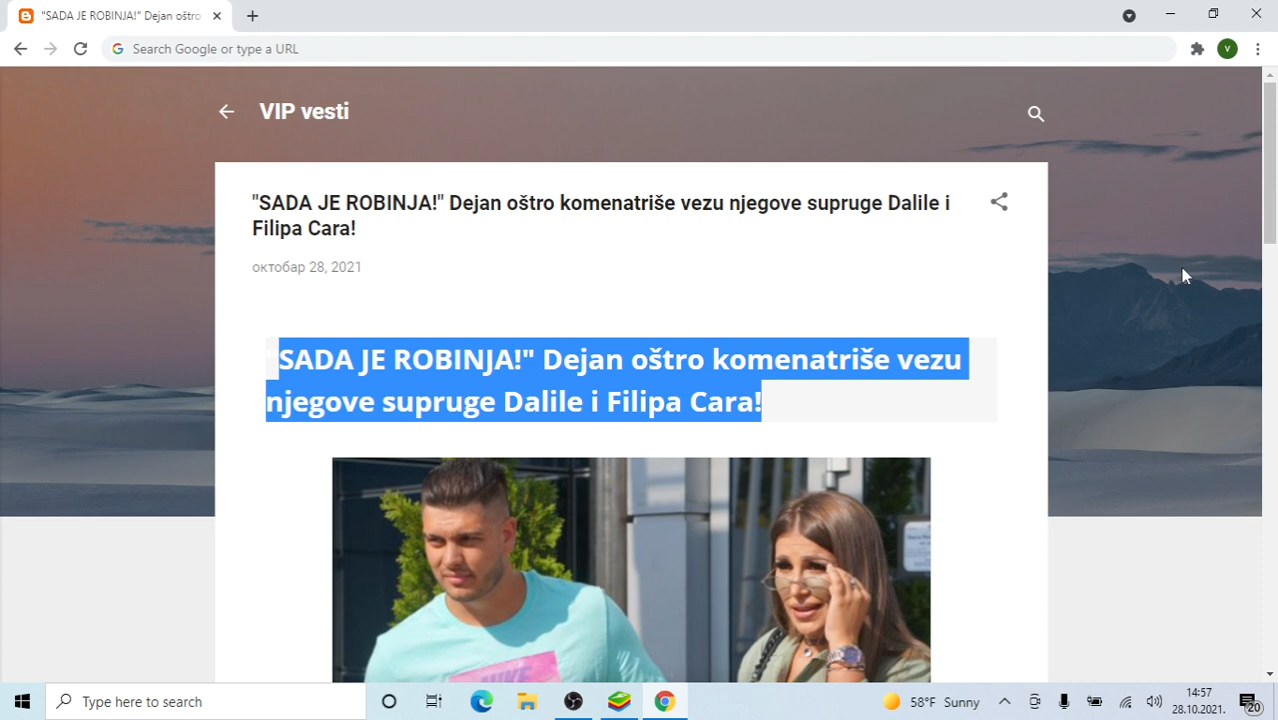 "SADA JE ROBINJA!" Dejan oštro
Search Google or type a URL
V
VIP vesti
"SADA JE ROBINJA!" Dejan oštro komenatriše vezu njegove supruge Dalile i
Filipa Cara!
октобар 28, 2021
"SADA JE ROBINJA!" Dejan oštro komenatriše vezu
njegove supruge Dalile i Filipa Cara!
NIKE
Type here to search
58°F Sunny
14:57
28.10.2021.
20